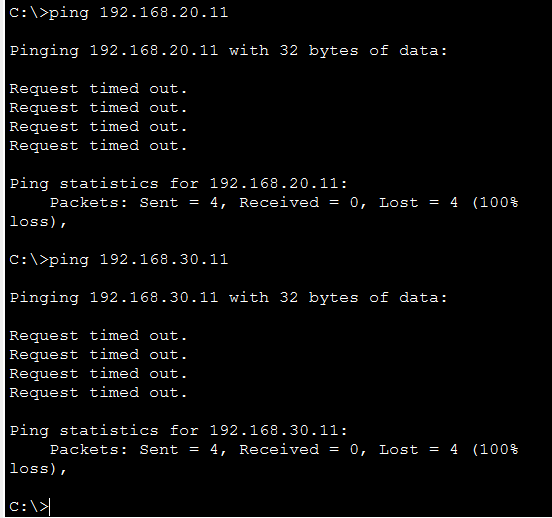 C:\>ping 192.168.20.11
Pinging 192.168.20.11 with 32 bytes of data:
Request timed out.
Request timed out.
Request timed out.
Request timed out.
Ping statistics for 192.168.20.11:
    Packets: Sent = 4, Received = 0, Lost = 4 (100%
loss),
C:\>ping 192.168.30.11
Pinging 192.168.30.11 with 32 bytes of data:
Request timed out.
Request timed out.
Request timed out.
Request timed out.
Ping statistics for 192.168.30.11:
    Packets: Sent = 4, Received = 0, Lost = 4 (100%
loss),
C:\>